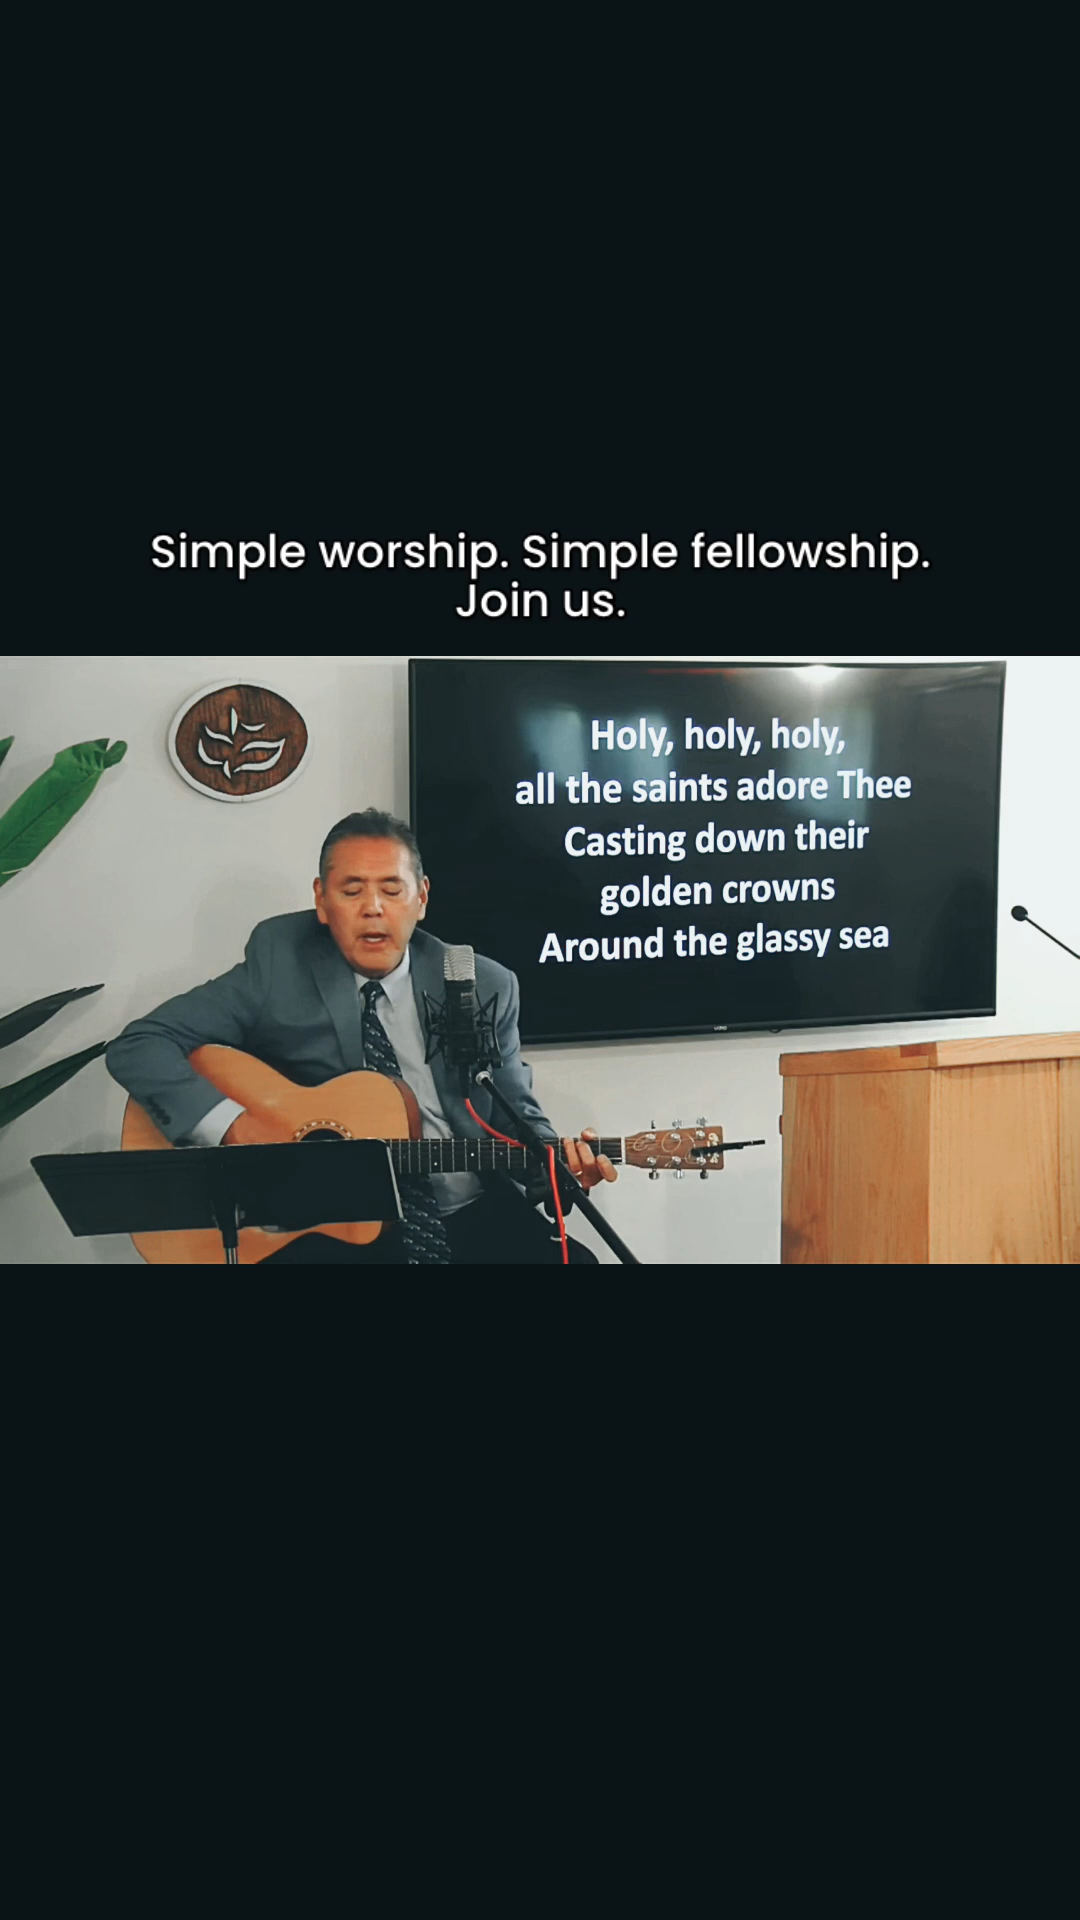 Simple worship. Simple fellowship.
Join us.
Holy, holy, holy,
all the saints adore Thee
Casting down their
golden crowns
Around the glassy sea